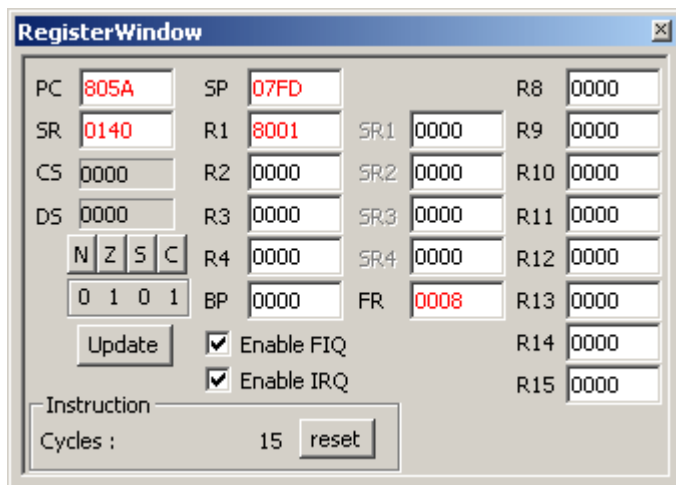 RegisterWindow
PC 805A SP 07FD R8 0000
SR 0140 R1 8001 SR1 0000 R9 0000
CS 0000 R2 0000 SR2 0000 R10 0000
DS 0000 R3 0000 SR3 0000 R11 0000
N Z S C R4 0000 SR4 0000 R12 0000
0 1 0 1 BP 0000 FR 0008 R13 0000
Update Enable FIQ R14 0000
Enable IRQ R15 0000
Instruction
Cycles : 15 reset